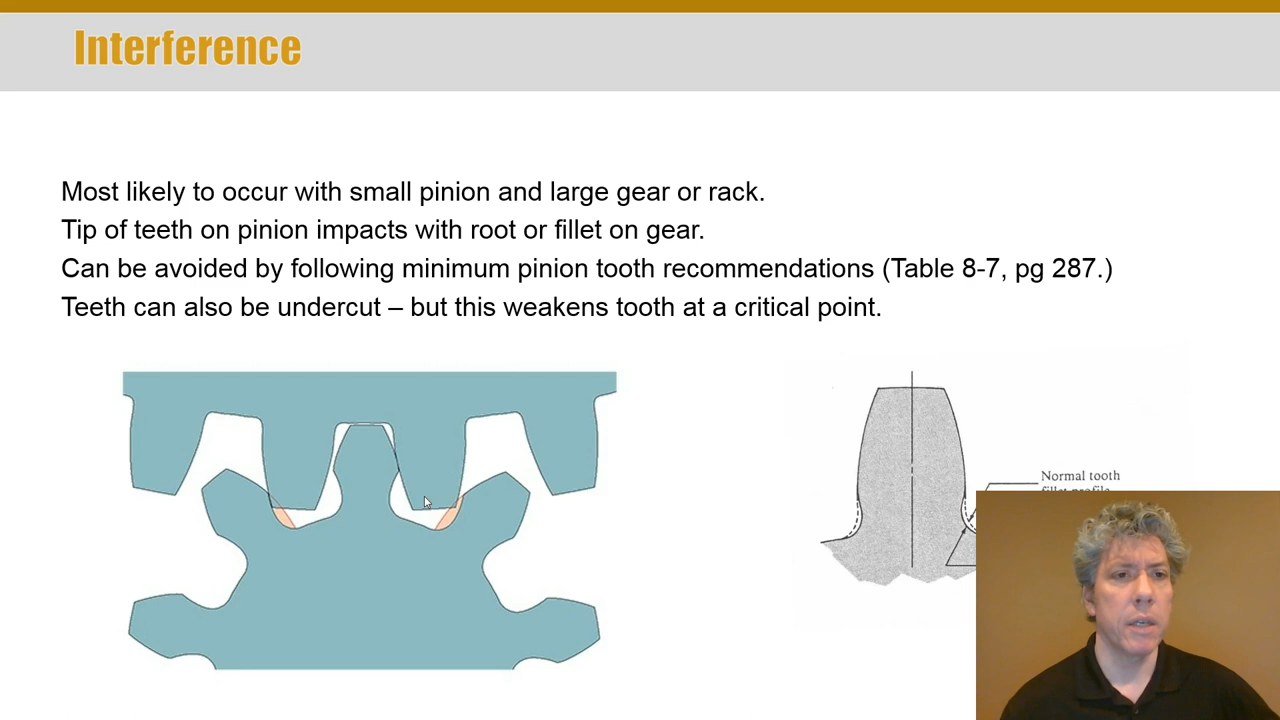 Interference
Most likely to occur with small pinion and large gear or rack.
Tip of teeth on pinion impacts with root or fillet on gear.
Can be avoided by following minimum pinion tooth recommendations (Table 8-7, pg 287.)
Teeth can also be undercut – but this weakens tooth at a critical point.
Normal tooth
fillet profile